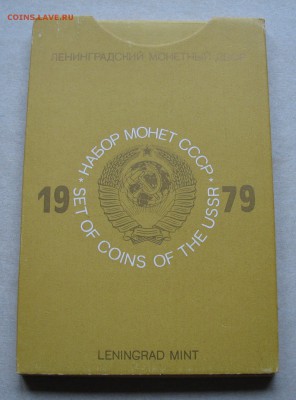 COINS.LAVE.RU
ЛЕНИНГРАДСКИЙ МОНЕТНЫЙ ДВОР
НАБОР МОНЕТ СССР
19 79
SET OF COINS OF THE USSR
LENINGRAD MINT